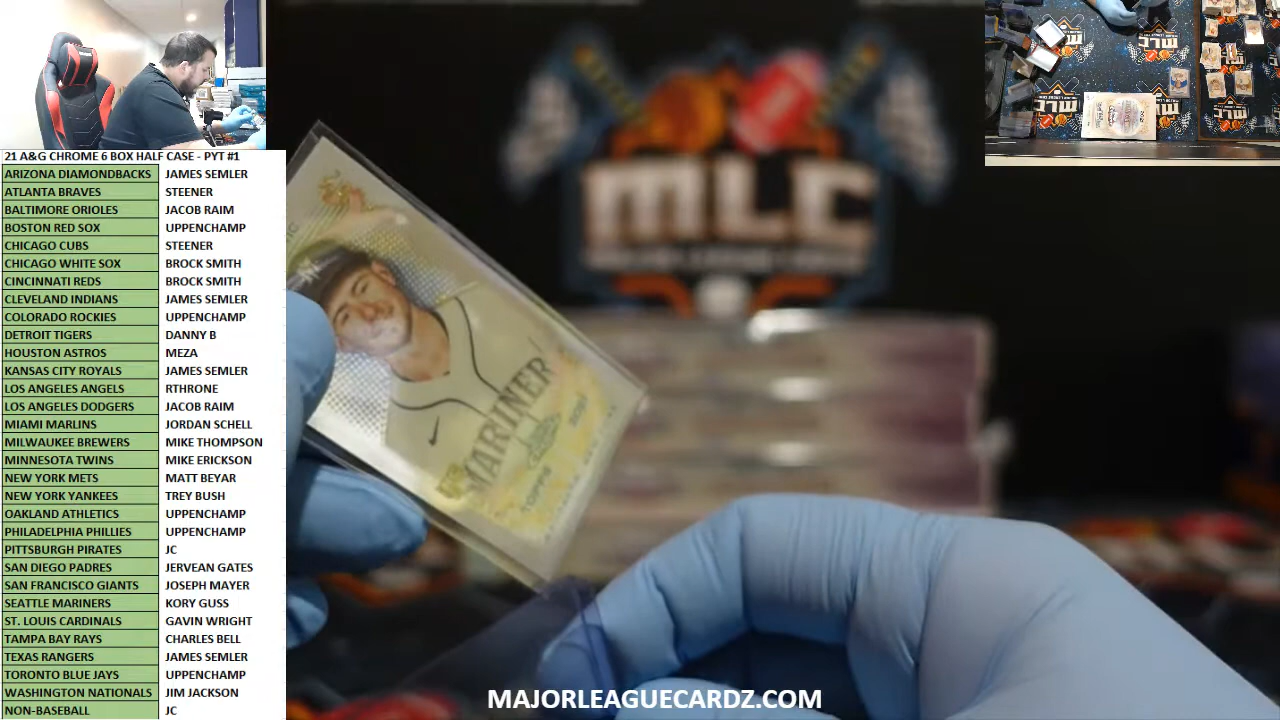 21 A&G CHROME 6 BOX HALF CASE - PYT #1
ARIZONA DIAMONDBACKS JAMES SEMLER
ATLANTA BRAVES STEENER
BALTIMORE ORIOLES JACOB RAIM
BOSTON RED SOX UPPENCHAMP
CHICAGO CUBS STEENER
CHICAGO WHITE SOX BROCK SMITH
CINCINNATI REDS BROCK SMITH
CLEVELAND INDIANS JAMES SEMLER
COLORADO ROCKIES UPPENCHAMP
DETROIT TIGERS DANNY B
HOUSTON ASTROS MEZA
KANSAS CITY ROYALS JAMES SEMLER
LOS ANGELES ANGELS RTHRONE
LOS ANGELES DODGERS JACOB RAIM
MIAMI MARLINS JORDAN SCHELL
MILWAUKEE BREWERS MIKE THOMPSON
MINNESOTA TWINS MIKE ERICKSON
NEW YORK METS MATT BEYAR
NEW YORK YANKEES TREY BUSH
OAKLAND ATHLETICS UPPENCHAMP
PHILADELPHIA PHILLIES UPPENCHAMP
PITTSBURGH PIRATES JC
SAN DIEGO PADRES JERVEAN GATES
SAN FRANCISCO GIANTS JOSEPH MAYER
SEATTLE MARINERS KORY GUSS
ST. LOUIS CARDINALS GAVIN WRIGHT
TAMPA BAY RAYS CHARLES BELL
TEXAS RANGERS JAMES SEMLER
TORONTO BLUE JAYS UPPENCHAMP
WASHINGTON NATIONALS JIM JACKSON
NON-BASEBALL JC
MLC
MARINER
TOPPS
MLC
MLC
MLC
MLC
MAJORLEAGUECARDZ.COM